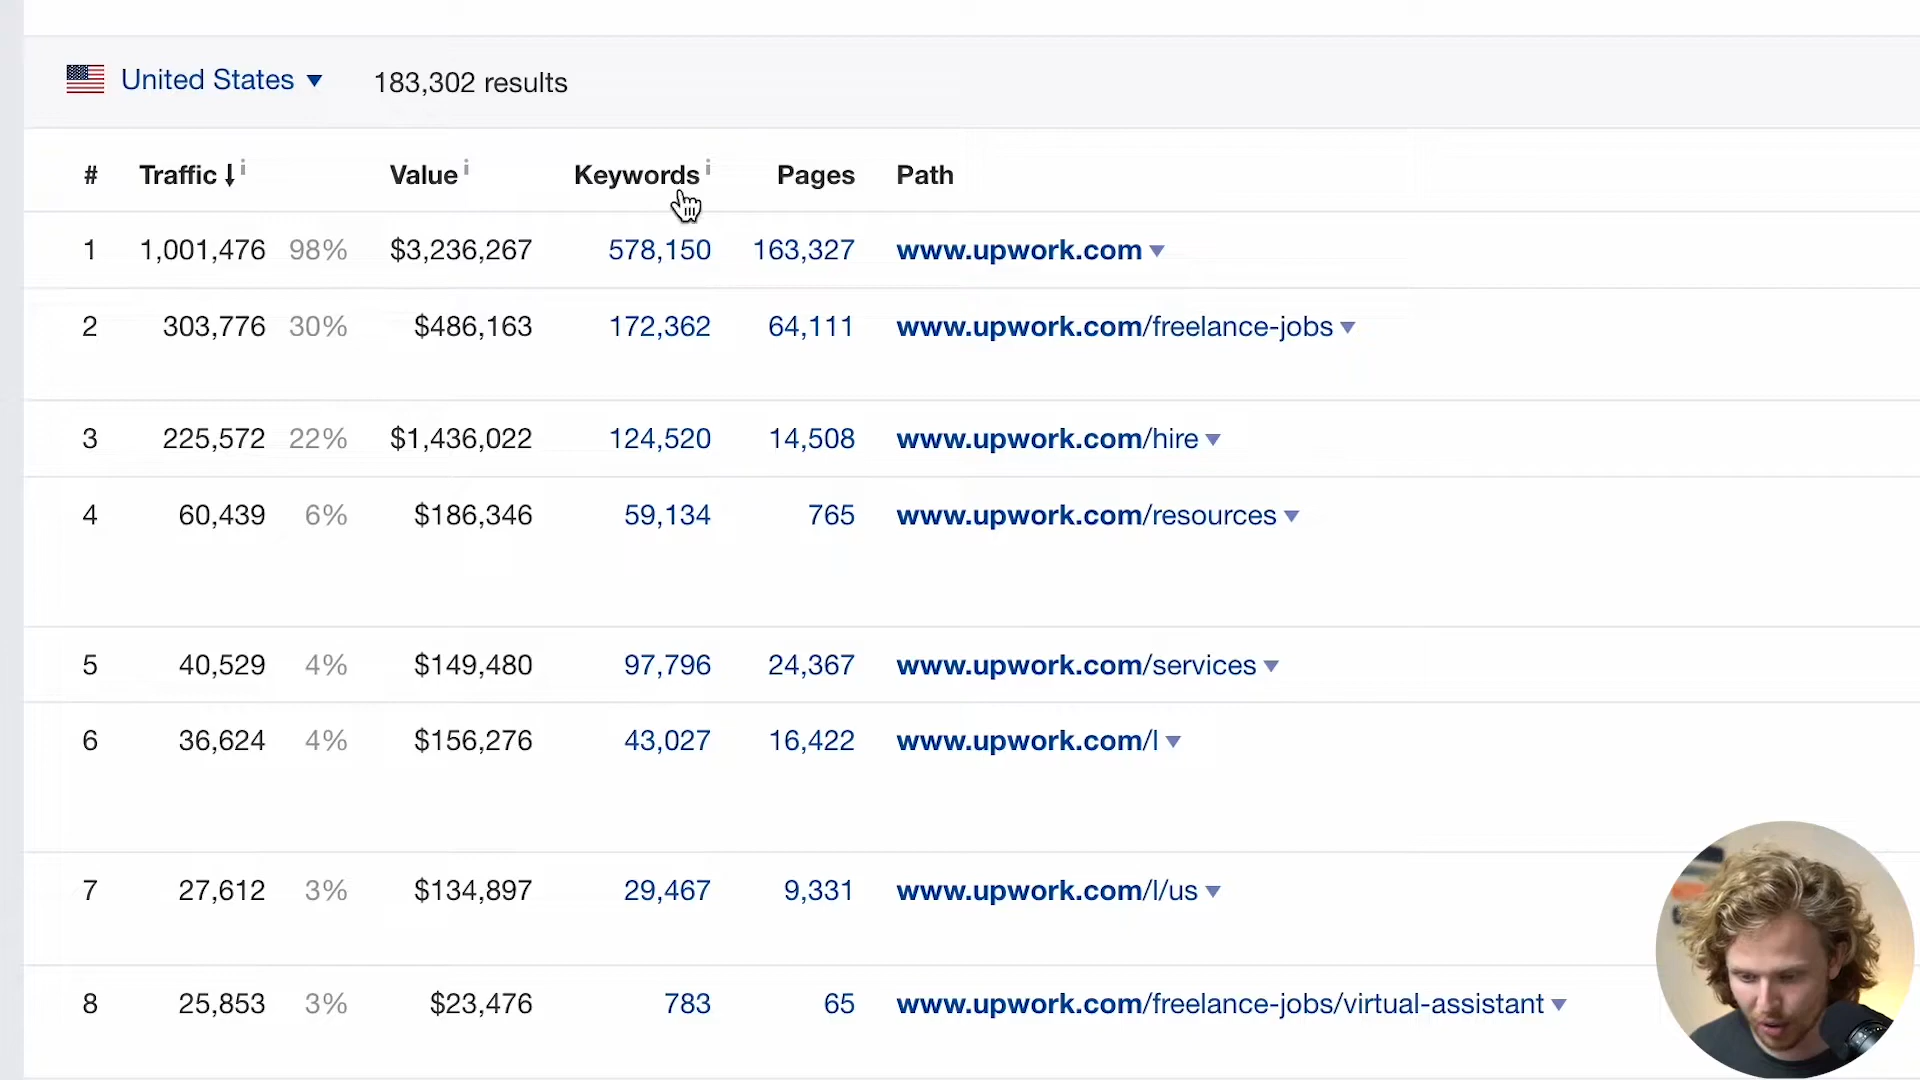 United States 183,302 results
# Traffic i Value i Keywords i Pages Path
1 1,001,476 98% $3,236,267 578,150 163,327 www.upwork.com
2 303,776 30% $486,163 172,362 64,111 www.upwork.com/freelance-jobs
3 225,572 22% $1,436,022 124,520 14,508 www.upwork.com/hire
4 60,439 6% $186,346 59,134 765 www.upwork.com/resources
5 40,529 4% $149,480 97,796 24,367 www.upwork.com/services
6 36,624 4% $156,276 43,027 16,422 www.upwork.com/l
7 27,612 3% $134,897 29,467 9,331 www.upwork.com/l/us
8 25,853 3% $23,476 783 65 www.upwork.com/freelance-jobs/virtual-assistant